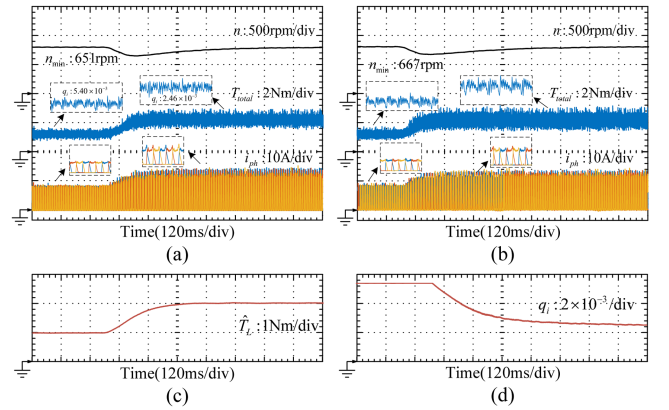 (a)
n : 500rpm/div
n_min : 651rpm
q_i : 5.40 × 10⁻³
q_i : 2.46 × 10
T_total : 2Nm/div
i_ph : 10A/div
Time(120ms/div)
(a)
(b)
n : 500rpm/div
n_min : 667rpm
T_total : 2Nm/div
i_ph : 10A/div
Time(120ms/div)
(b)
T̂_L : 1Nm/div
Time(120ms/div)
(c)
q_i : 2×10⁻³/div
Time(120ms/div)
(d)